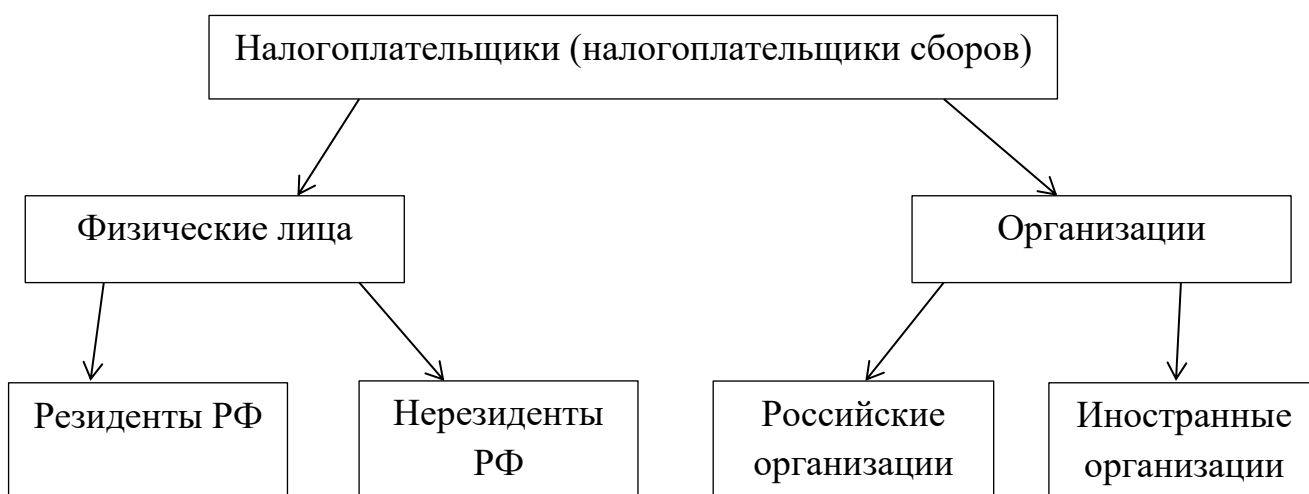 Налогоплательщики (налогоплательщики сборов)
Физические лица
Организации
Резиденты РФ
Нерезиденты
РФ
Российские
организации
Иностранные
организации